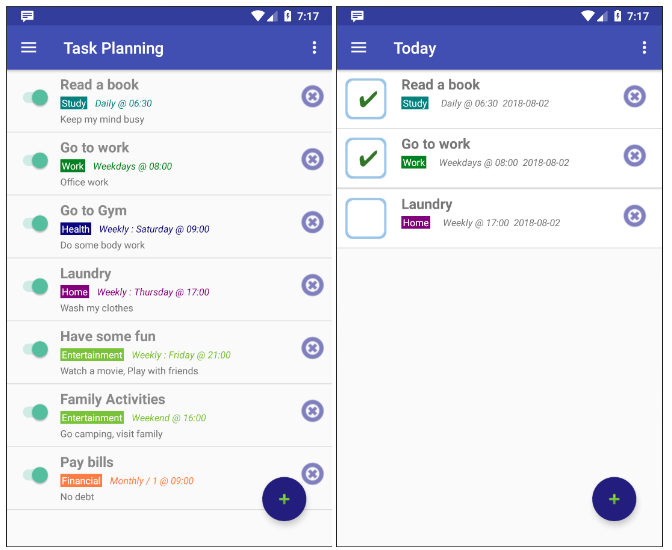 7:17
Task Planning
Read a book
Study Daily @ 06:30
Keep my mind busy
Go to work
Work Weekdays @ 08:00
Office work
Go to Gym
Health Weekly : Saturday @ 09:00
Do some body work
Laundry
Home Weekly : Thursday @ 17:00
Wash my clothes
Have some fun
Entertainment Weekly : Friday @ 21:00
Watch a movie, Play with friends
Family Activities
Entertainment Weekend @ 16:00
Go camping, visit family
Pay bills
Financial Monthly / 1 @ 09:00
No debt
+
7:17
Today
Read a book
Study Daily @ 06:30 2018-08-02
Go to work
Work Weekdays @ 08:00 2018-08-02
Laundry
Home Weekly @ 17:00 2018-08-02
+